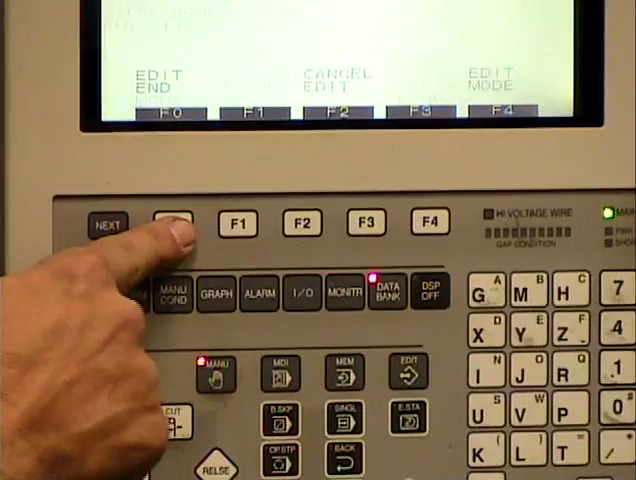 EDIT CANCEL EDIT
END EDIT MODE
F0 F1 F2 F3 F4
NEXT F1 F2 F3 F4
HI VOLTAGE WIRE
GAP CONDITION
MANU COND GRAPH ALARM I/O MONITR DATA BANK DSP OFF
MANU MDI MEM EDIT
B.SKP SINGL E.STA
CUT
OP.STP BACK
RELSE
G A M B H C 7
X D Y E Z F 4
I N J O R Q .1
U S V W P 0 #
K ( L ) T = /